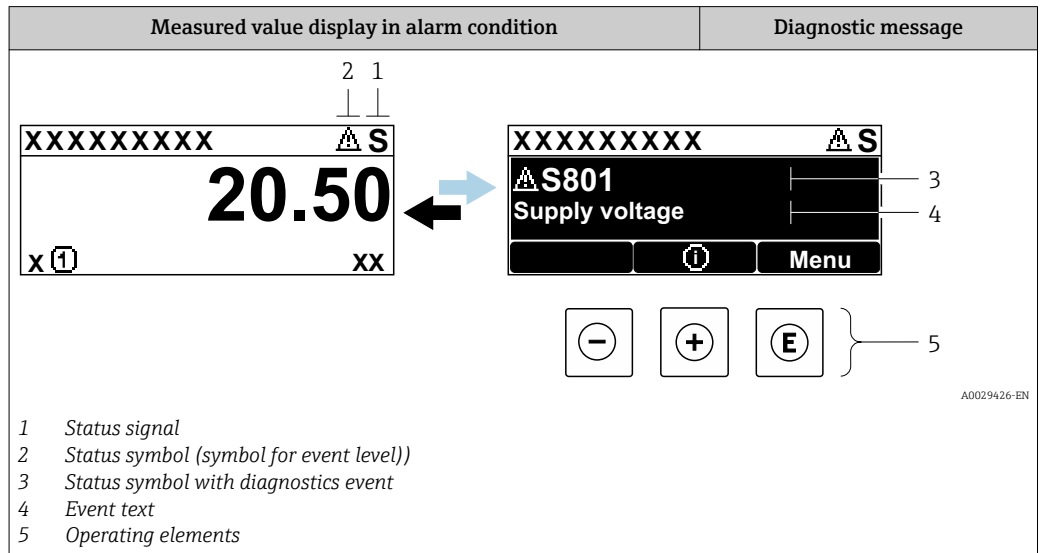 Measured value display in alarm condition Diagnostic message
2 1
XXXXXXXXX ⚠ S
20.50
X 1 XX
XXXXXXXXX ⚠ S
⚠S801
Supply voltage
i Menu
3
4
- + E
5
A0029426-EN
1 Status signal
2 Status symbol (symbol for event level))
3 Status symbol with diagnostics event
4 Event text
5 Operating elements